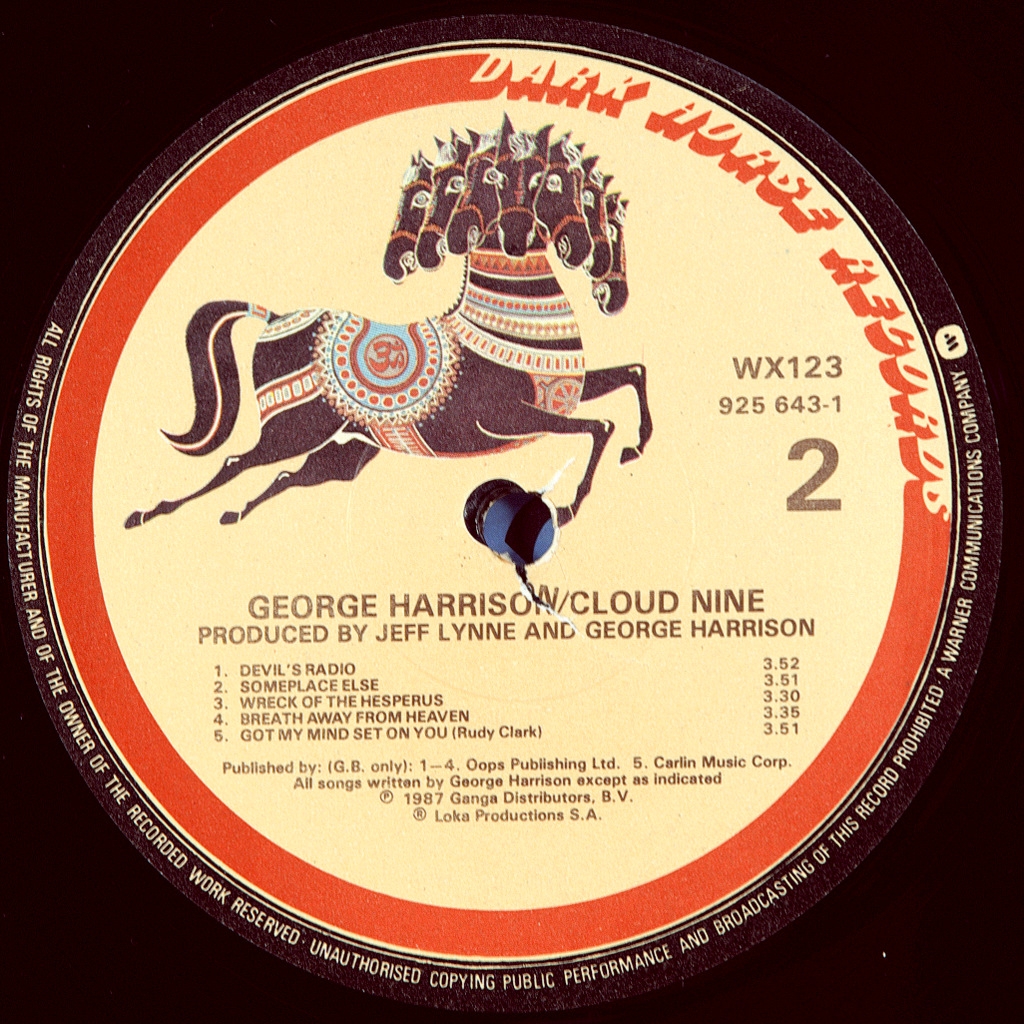 DARK HORSE RECORDS
WX123
925 643-1
2
GEORGE HARRISON/CLOUD NINE
PRODUCED BY JEFF LYNNE AND GEORGE HARRISON
1. DEVIL'S RADIO 3.52
2. SOMEPLACE ELSE 3.51
3. WRECK OF THE HESPERUS 3.30
4. BREATH AWAY FROM HEAVEN 3.35
5. GOT MY MIND SET ON YOU (Rudy Clark) 3.51
Published by: (G.B. only): 1—4. Oops Publishing Ltd. 5. Carlin Music Corp.
All songs written by George Harrison except as indicated
℗ 1987 Ganga Distributors, B.V.
® Loka Productions S.A.
ALL RIGHTS OF THE MANUFACTURER AND OF THE OWNER OF THE RECORDED WORK RESERVED · UNAUTHORISED COPYING PUBLIC PERFORMANCE AND BROADCASTING OF THIS RECORD PROHIBITED A WARNER COMMUNICATIONS COMPANY